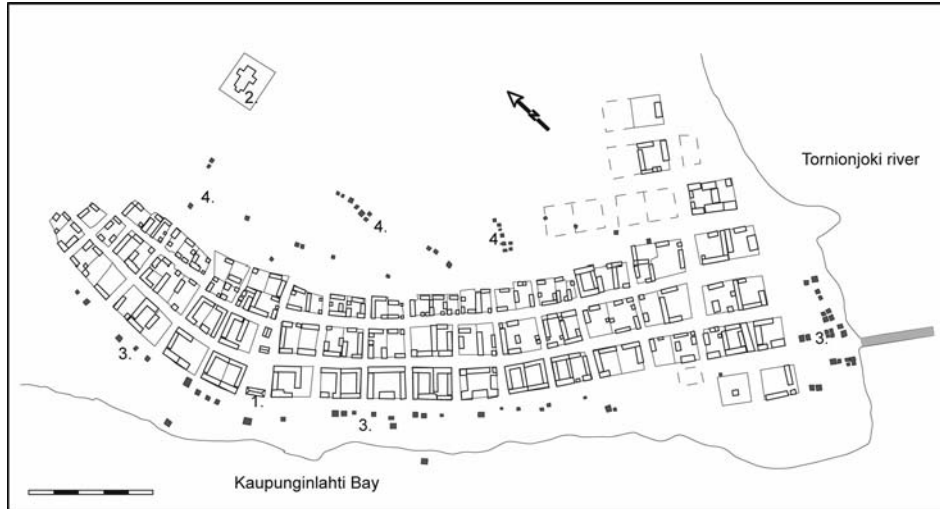 2.
N
Tornionjoki river
4.
4.
4.
3.
3.
1.
3.
Kaupunginlahti Bay